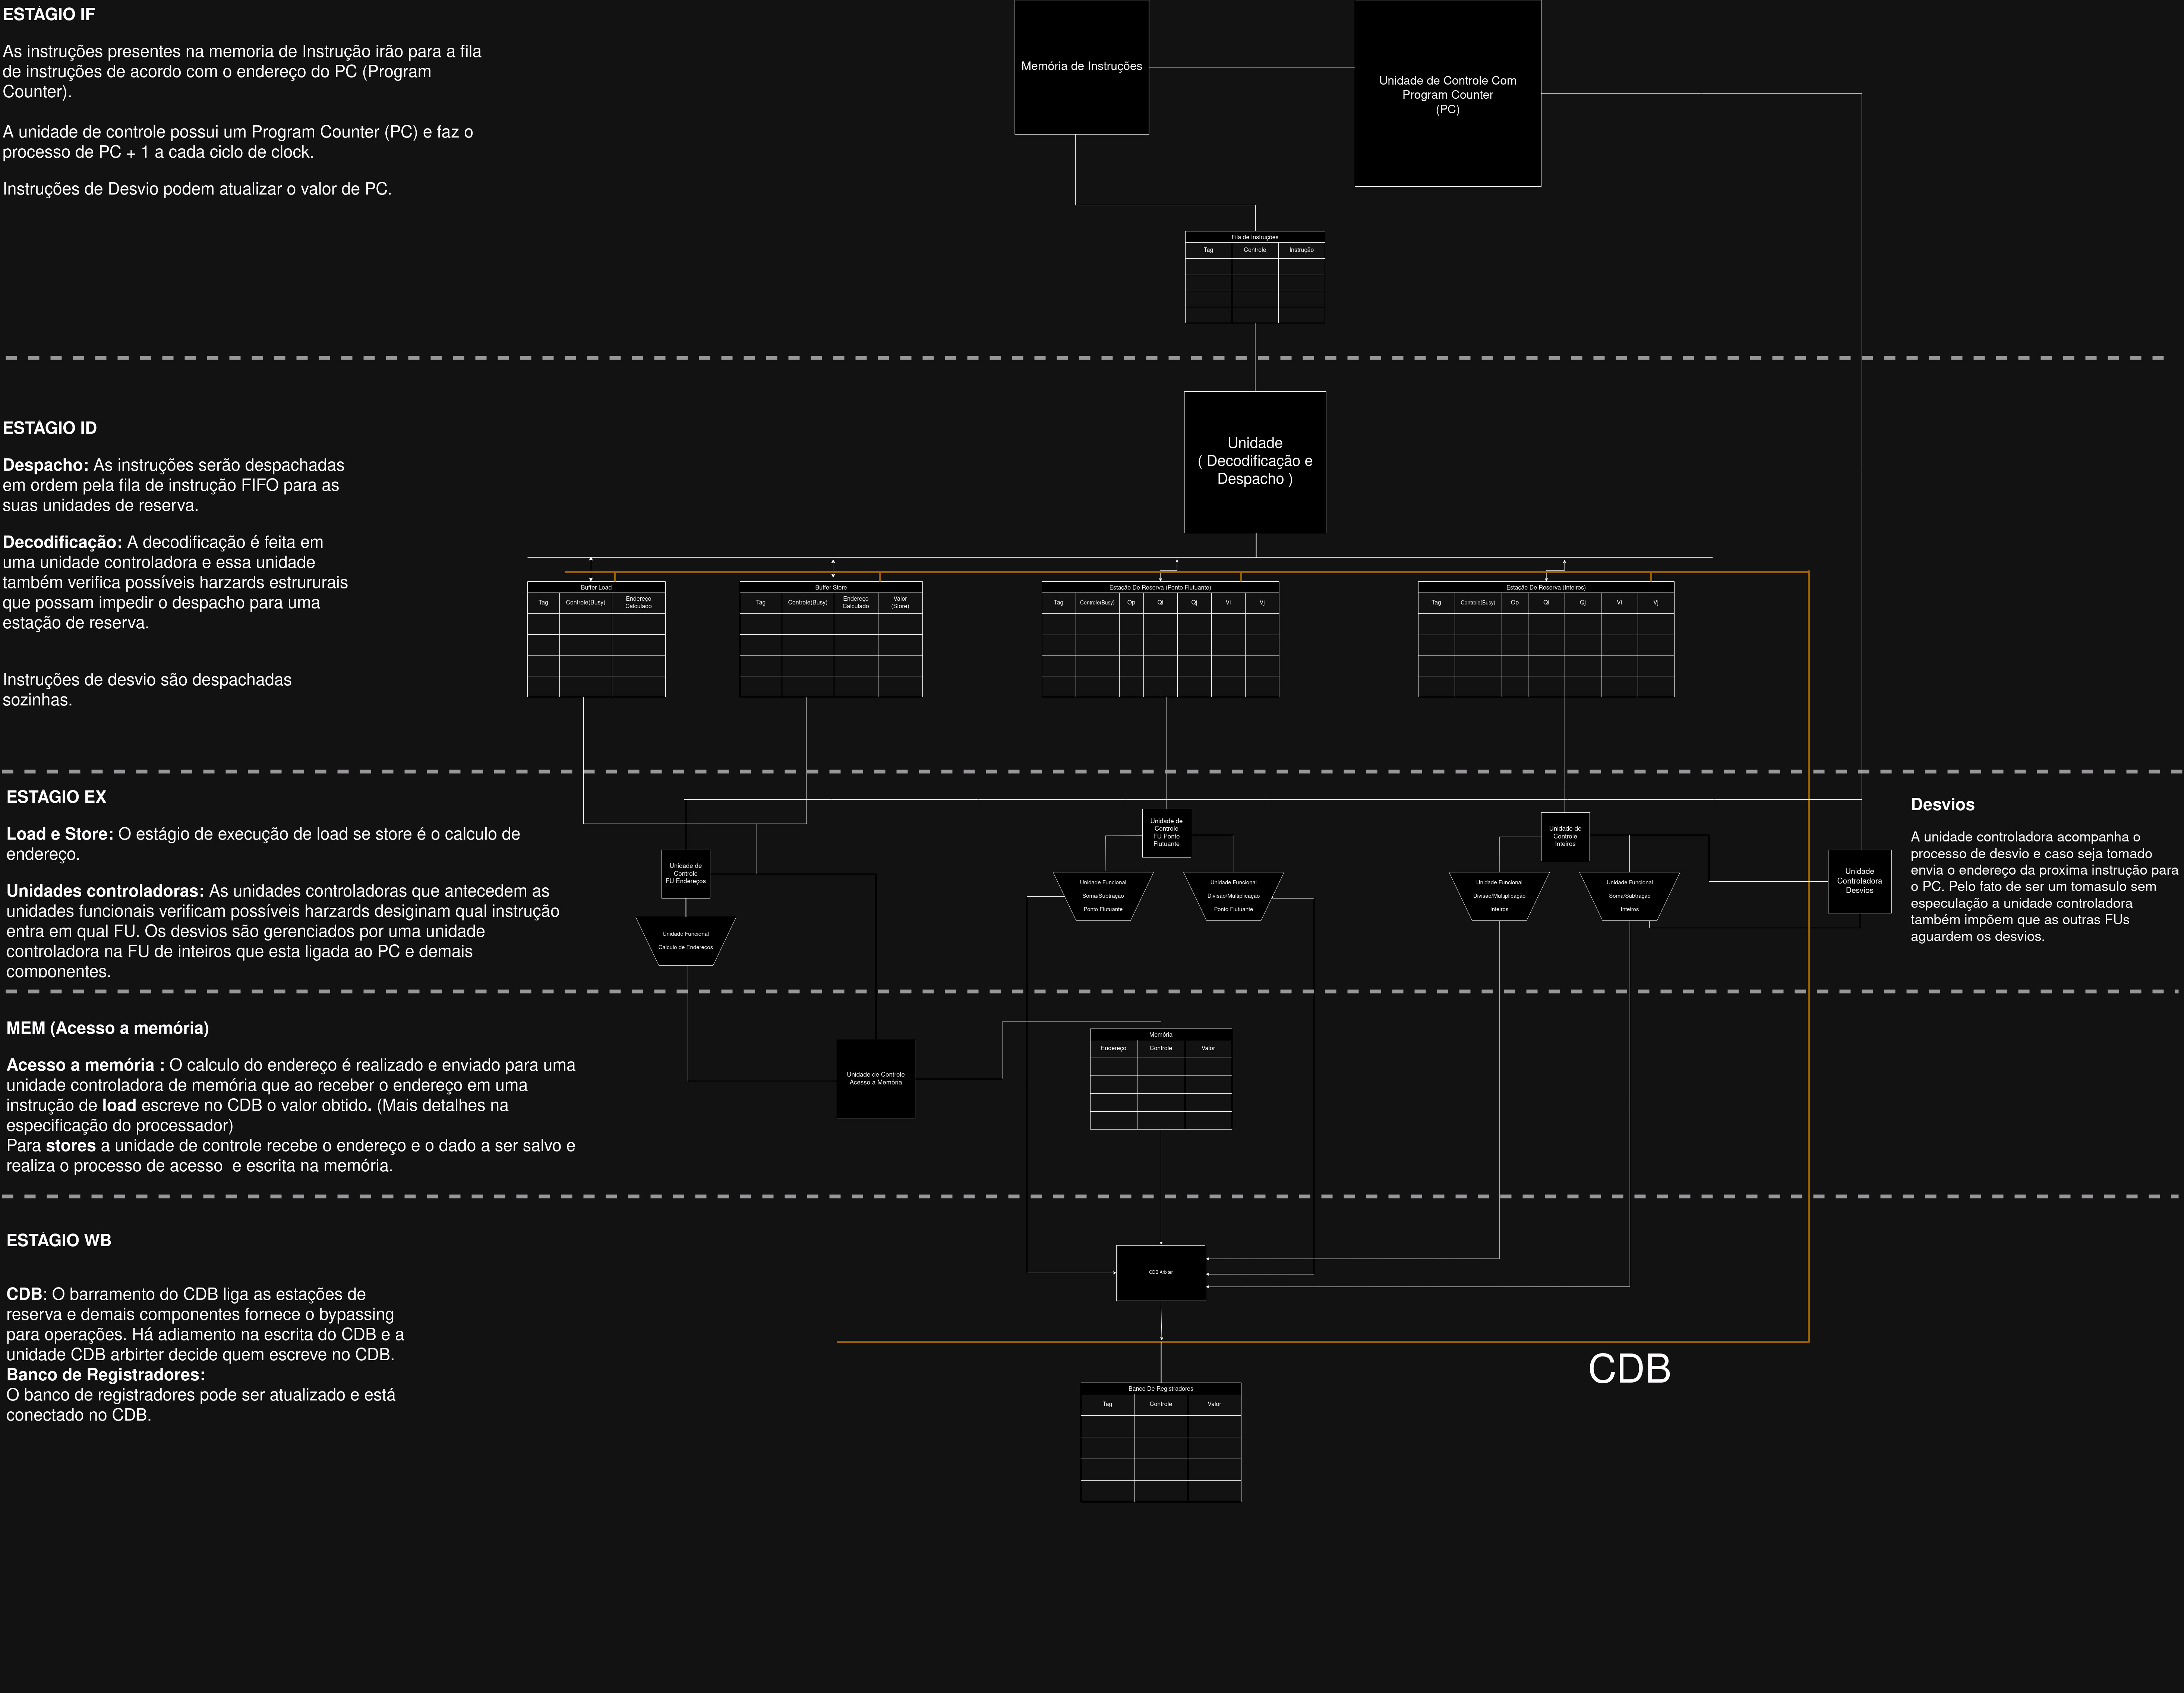 ESTÁGIO IF
As instruções presentes na memoria de Instrução irão para a fila
de instruções de acordo com o endereço do PC (Program
Counter).
A unidade de controle possui um Program Counter (PC) e faz o
processo de PC + 1 a cada ciclo de clock.
Instruções de Desvio podem atualizar o valor de PC.
Memória de Instruções
Unidade de Controle Com
Program Counter
(PC)
Fila de Instruções
Tag Controle Instrução
ESTÁGIO ID
Despacho: As instruções serão despachadas
em ordem pela fila de instrução FIFO para as
suas unidades de reserva.
Decodificação: A decodificação é feita em
uma unidade controladora e essa unidade
também verifica possíveis harzards estrururais
que possam impedir o despacho para uma
estação de reserva.
Instruções de desvio são despachadas
sozinhas.
Unidade
( Decodificação e
Despacho )
Buffer Load
Tag Controle(Busy) Endereço
Calculado
Buffer Store
Tag Controle(Busy) Endereço
Calculado
Valor
(Store)
Estação De Reserva (Ponto Flutuante)
Tag Controle(Busy) Op Qi Qj Vi Vj
Estação De Reserva (Inteiros)
Tag Controle(Busy) Op Qi Qj Vi Vj
ESTÁGIO EX
Load e Store: O estágio de execução de load se store é o calculo de
endereço.
Unidades controladoras: As unidades controladoras que antecedem as
unidades funcionais verificam possíveis harzards desiginam qual instrução
entra em qual FU. Os desvios são gerenciados por uma unidade
controladora na FU de inteiros que esta ligada ao PC e demais
componentes.
Unidade de
Controle
FU Endereços
Unidade Funcional
Calculo de Endereços
Unidade de
Controle
FU Ponto
Flutuante
Unidade Funcional
Soma/Subtração
Ponto Flutuante
Unidade Funcional
Divisão/Multiplicação
Ponto Flutuante
Unidade de
Controle
Inteiros
Unidade Funcional
Divisão/Multiplicação
Inteiros
Unidade Funcional
Soma/Subtração
Inteiros
Unidade
Controladora
Desvios
Desvios
A unidade controladora acompanha o
processo de desvio e caso seja tomado
envia o endereço da proxima instrução para
o PC. Pelo fato de ser um tomasulo sem
especulação a unidade controladora
também impõem que as outras FUs
aguardem os desvios.
MEM (Acesso a memória)
Acesso a memória : O calculo do endereço é realizado e enviado para uma
unidade controladora de memória que ao receber o endereço em uma
instrução de load escreve no CDB o valor obtido. (Mais detalhes na
especificação do processador)
Para stores a unidade de controle recebe o endereço e o dado a ser salvo e
realiza o processo de acesso e escrita na memória.
Unidade de Controle
Acesso a Memória
Memória
Endereço Controle Valor
ESTÁGIO WB
CDB: O barramento do CDB liga as estações de
reserva e demais componentes fornece o bypassing
para operações. Há adiamento na escrita do CDB e a
unidade CDB arbirter decide quem escreve no CDB.
Banco de Registradores:
O banco de registradores pode ser atualizado e está
conectado no CDB.
CDB Arbiter
CDB
Banco De Registradores
Tag Controle Valor